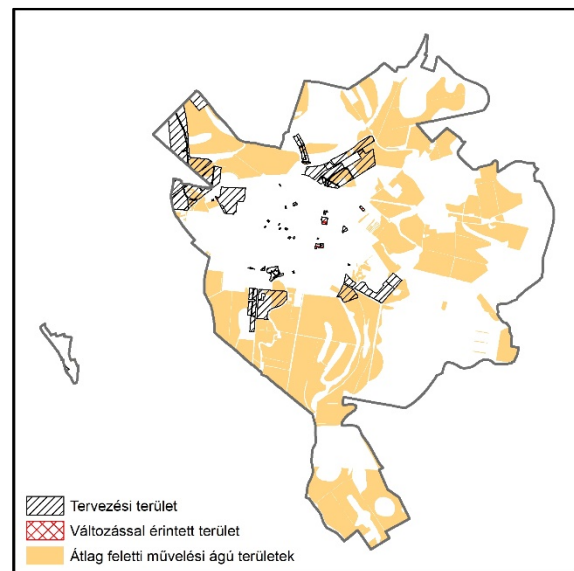 Tervezési terület
Változással érintett terület
Átlag feletti művelési ágú területek